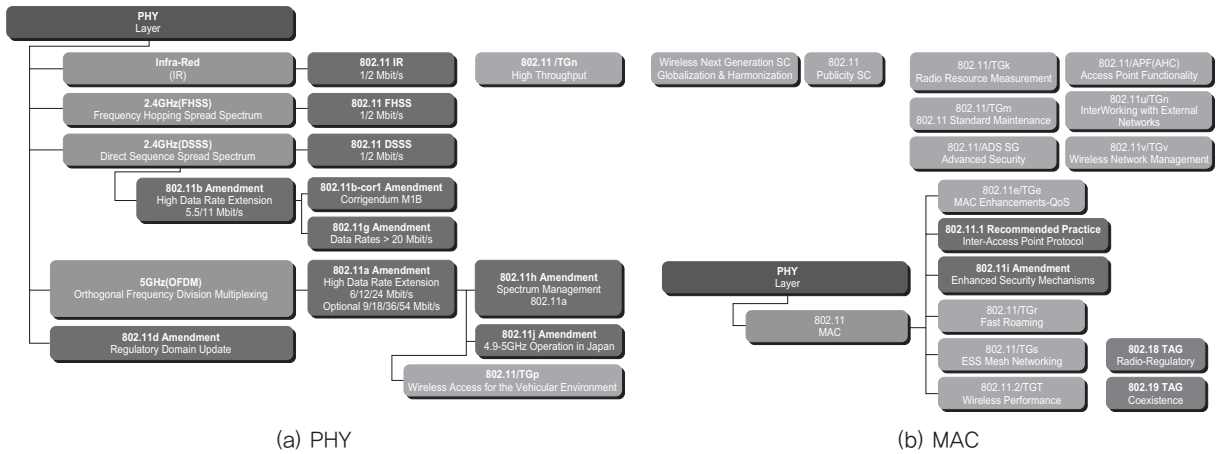 PHY
Layer
Infra-Red
(IR)
802.11 IR
1/2 Mbit/s
802.11 /TGn
High Throughput
2.4GHz(FHSS)
Frequency Hopping Spread Spectrum
802.11 FHSS
1/2 Mbit/s
2.4GHz(DSSS)
Direct Sequence Spread Spectrum
802.11 DSSS
1/2 Mbit/s
802.11b Amendment
High Data Rate Extension
5.5/11 Mbit/s
802.11b-cor1 Amendment
Corrigendum M1B
802.11g Amendment
Data Rates > 20 Mbit/s
5GHz(OFDM)
Orthogonal Frequency Division Multiplexing
802.11a Amendment
High Data Rate Extension
6/12/24 Mbit/s
Optional 9/18/36/54 Mbit/s
802.11h Amendment
Spectrum Management
802.11a
802.11d Amendment
Regulatory Domain Update
802.11j Amendment
4.9-5GHz Operation in Japan
802.11/TGp
Wireless Access for the Vehicular Environment
(a) PHY
Wireless Next Generation SC
Globalization & Harmonization
802.11
Publicity SC
802.11/TGk
Radio Resource Measurement
802.11/APF(AHC)
Access Point Functionality
802.11/TGm
802.11 Standard Maintenance
802.11u/TGn
InterWorking with External
Networks
802.11/ADS SG
Advanced Security
802.11v/TGv
Wireless Network Management
802.11e/TGe
MAC Enhancements-QoS
802.11.1 Recommended Practice
Inter-Access Point Protocol
PHY
Layer
802.11i Amendment
Enhanced Security Mechanisms
802.11
MAC
802.11/TGr
Fast Roaming
802.11/TGs
ESS Mesh Networking
802.18 TAG
Radio-Regulatory
802.11.2/TGT
Wireless Performance
802.19 TAG
Coexistence
(b) MAC